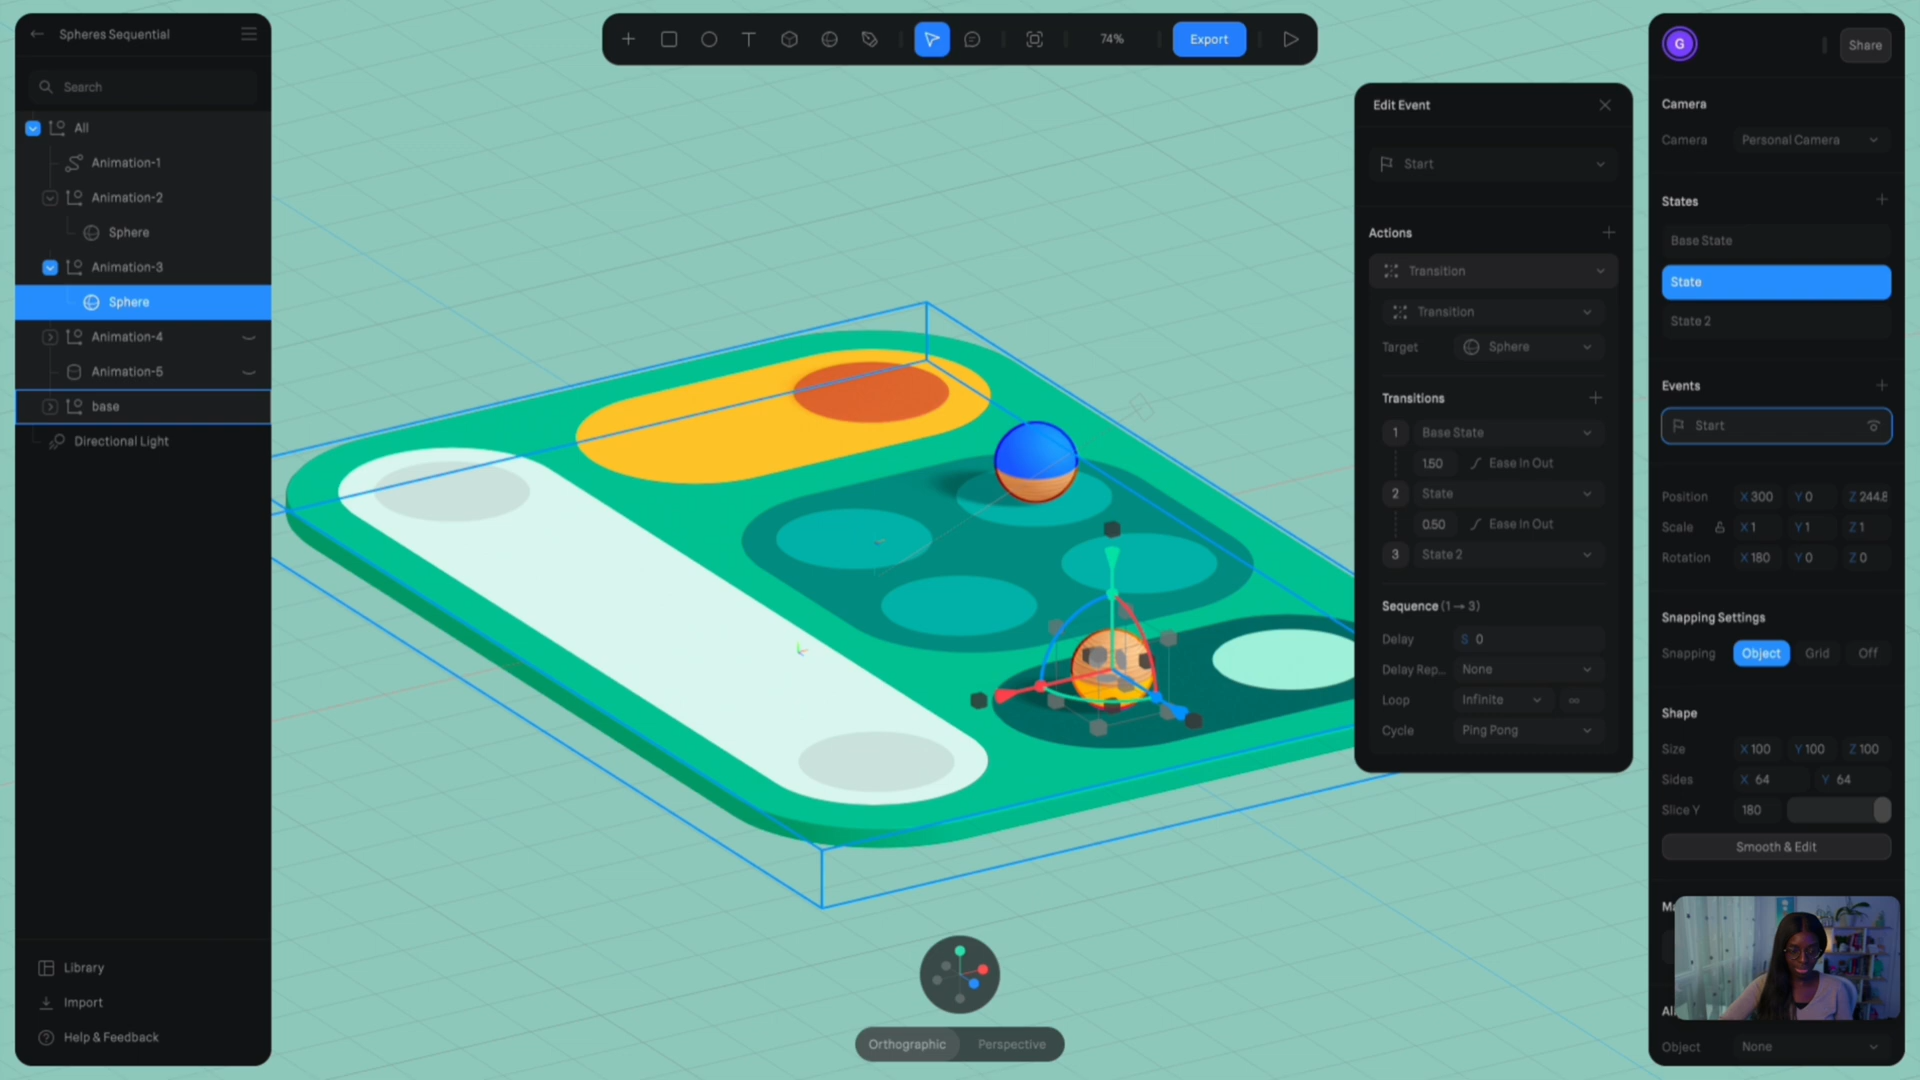 Spheres Sequential
Search
All
Animation-1
Animation-2
Sphere
Animation-3
Sphere
Animation-4
Animation-5
base
Directional Light
Library
Import
Help & Feedback
74%
Export
Orthographic
Perspective
Edit Event
Start
Actions
Transition
Transition
Target Sphere
Transitions
1 Base State
1.50 Ease In Out
2 State
0.50 Ease In Out
3 State 2
Sequence (1 → 3)
Delay S 0
Delay Rep... None
Loop Infinite ∞
Cycle Ping Pong
G
Share
Camera
Camera Personal Camera
States
Base State
State
State 2
Events
Start
Position X 300 Y 0 Z 244.8
Scale X 1 Y 1 Z 1
Rotation X 180 Y 0 Z 0
Snapping Settings
Snapping Object Grid Off
Shape
Size X 100 Y 100 Z 100
Sides X 64 Y 64
Slice Y 180
Smooth & Edit
Object None